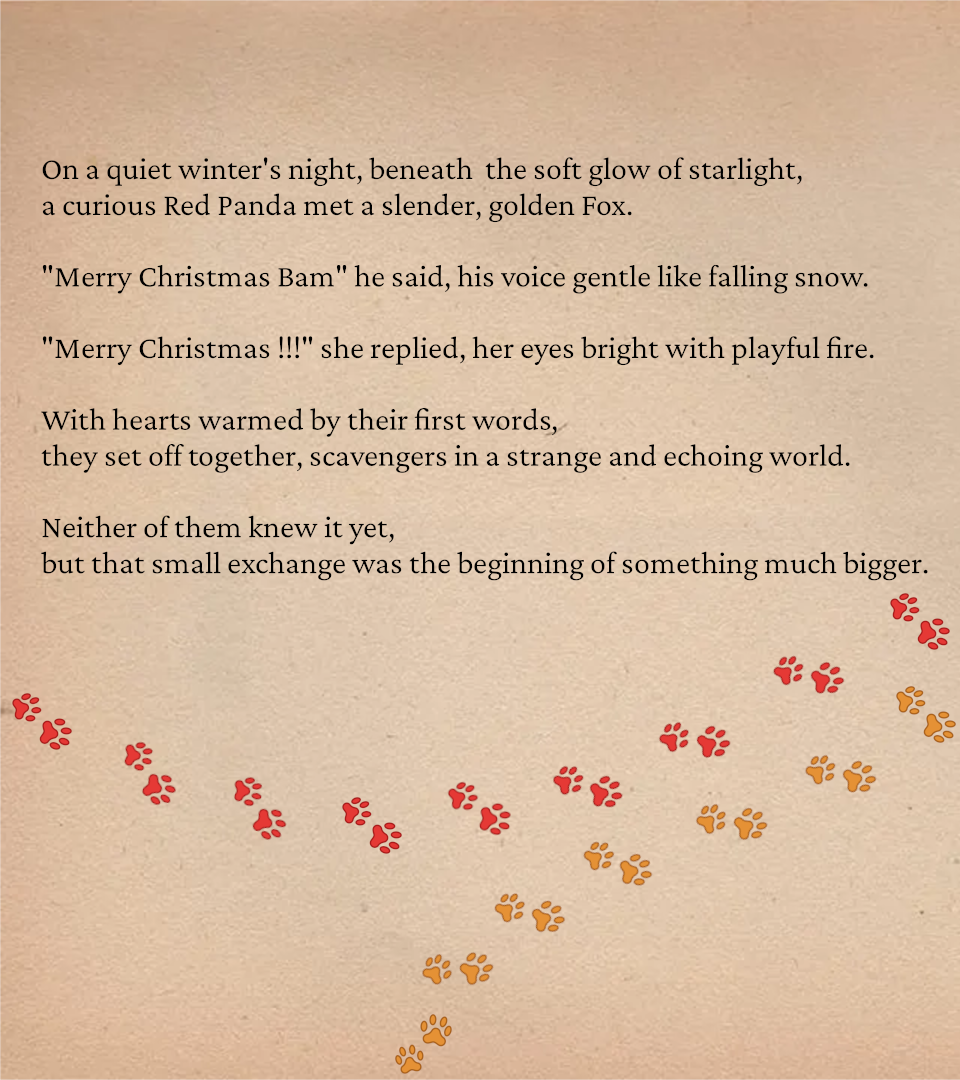 On a quiet winter's night, beneath  the soft glow of starlight,
a curious Red Panda met a slender, golden Fox.
"Merry Christmas Bam" he said, his voice gentle like falling snow.
"Merry Christmas !!!" she replied, her eyes bright with playful fire.
With hearts warmed by their first words,
they set off together, scavengers in a strange and echoing world.
Neither of them knew it yet,
but that small exchange was the beginning of something much bigger.